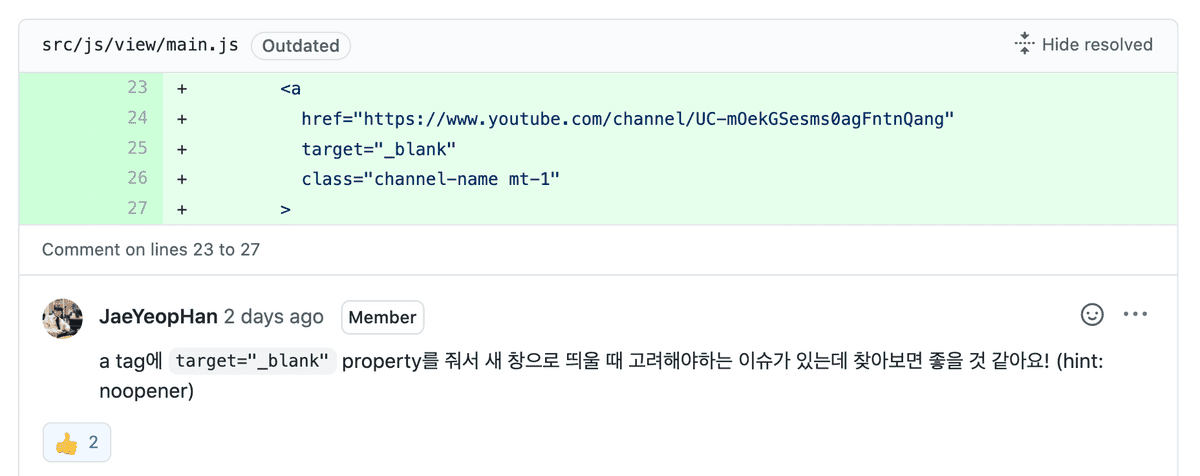 src/js/view/main.js Outdated Hide resolved
23 + <a
24 + href="https://www.youtube.com/channel/UC-mOekGSesms0agFntnQang"
25 + target="_blank"
26 + class="channel-name mt-1"
27 + >
Comment on lines 23 to 27
JaeYeopHan 2 days ago Member
a tag에 target="_blank" property를 줘서 새 창으로 띄울 때 고려해야하는 이슈가 있는데 찾아보면 좋을 것 같아요! (hint:
noopener)
👍 2